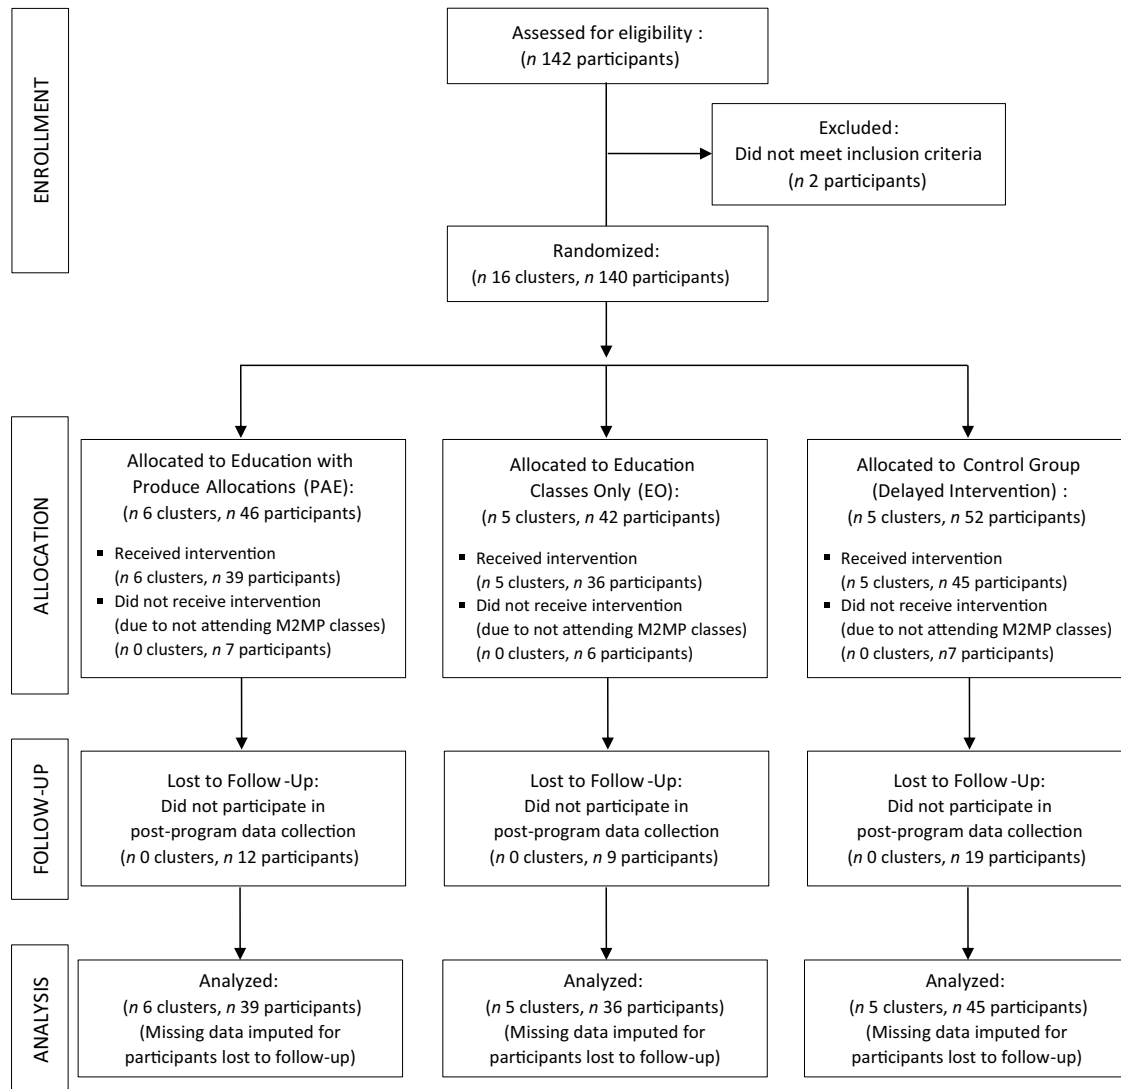 ENROLLMENT
Assessed for eligibility :
(n 142 participants)
Excluded:
Did not meet inclusion criteria
(n 2 participants)
Randomized:
(n 16 clusters, n 140 participants)
ALLOCATION
Allocated to Education with
Produce Allocations (PAE):
(n 6 clusters, n 46 participants)
▪ Received intervention
(n 6 clusters, n 39 participants)
▪ Did not receive intervention
(due to not attending M2MP classes)
(n 0 clusters, n 7 participants)
Allocated to Education
Classes Only (EO):
(n 5 clusters, n 42 participants)
▪ Received intervention
(n 5 clusters, n 36 participants)
▪ Did not receive intervention
(due to not attending M2MP classes)
(n 0 clusters, n 6 participants)
Allocated to Control Group
(Delayed Intervention) :
(n 5 clusters, n 52 participants)
▪ Received intervention
(n 5 clusters, n 45 participants)
▪ Did not receive intervention
(due to not attending M2MP classes)
(n 0 clusters, n7 participants)
FOLLOW-UP
Lost to Follow-Up:
Did not participate in
post-program data collection
(n 0 clusters, n 12 participants)
Lost to Follow-Up:
Did not participate in
post-program data collection
(n 0 clusters, n 9 participants)
Lost to Follow-Up:
Did not participate in
post-program data collection
(n 0 clusters, n 19 participants)
ANALYSIS
Analyzed:
(n 6 clusters, n 39 participants)
(Missing data imputed for
participants lost to follow-up)
Analyzed:
(n 5 clusters, n 36 participants)
(Missing data imputed for
participants lost to follow-up)
Analyzed:
(n 5 clusters, n 45 participants)
(Missing data imputed for
participants lost to follow-up)